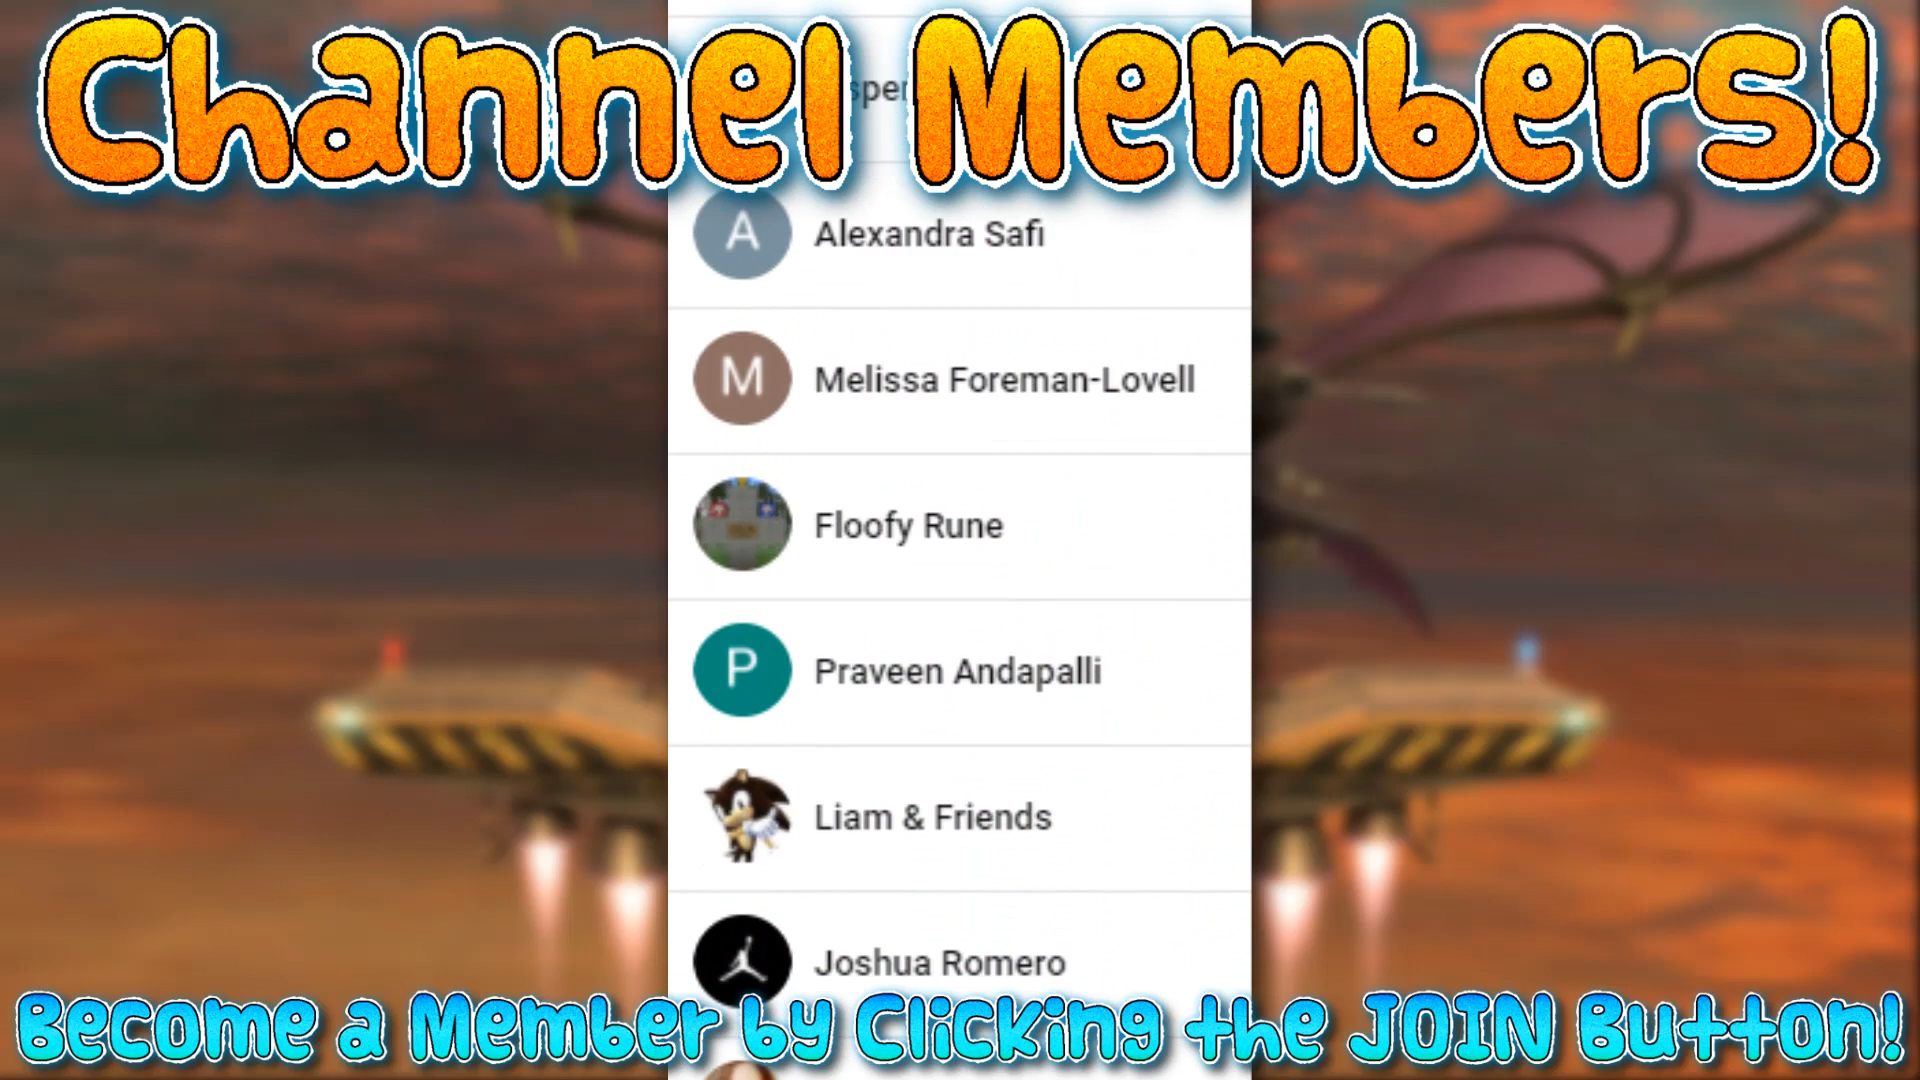 Channel Members!
A Alexandra Safi
M Melissa Foreman-Lovell
Floofy Rune
P Praveen Andapalli
Liam & Friends
Joshua Romero
Become a Member by Clicking the JOIN Button!